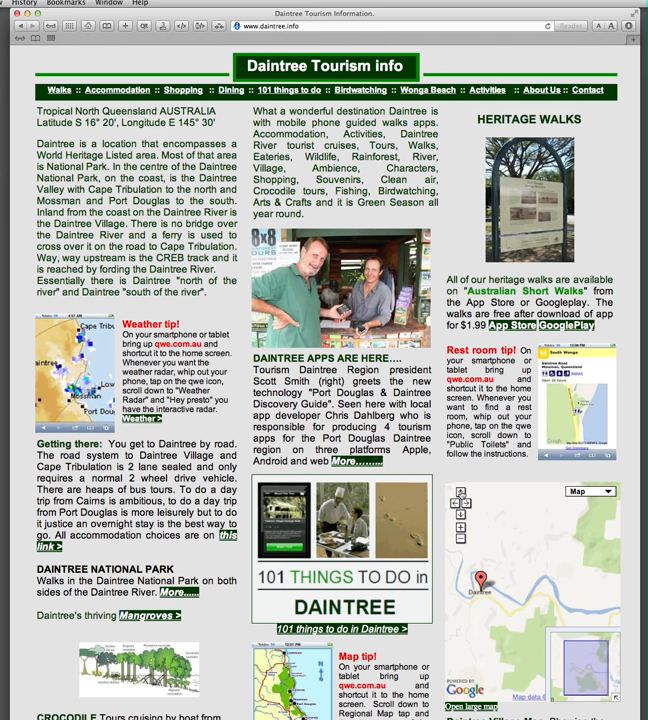 History Bookmarks Window Help
Daintree Tourism Information.
www.daintree.info
Reader
Daintree Tourism info
Walks :: Accommodation :: Shopping :: Dining :: 101 things to do :: Birdwatching :: Wonga Beach :: Activities :: About Us :: Contact
Tropical North Queensland AUSTRALIA
Latitude S 16° 20', Longitude E 145° 30'
Daintree is a location that encompasses a
World Heritage Listed area. Most of that area
is National Park. In the centre of the Daintree
National Park, on the coast, is the Daintree
Valley with Cape Tribulation to the north and
Mossman and Port Douglas to the south.
Inland from the coast on the Daintree River is
the Daintree Village. There is no bridge over
the Daintree River and a ferry is used to
cross over it on the road to Cape Tribulation.
Way, way upstream is the CREB track and it
is reached by fording the Daintree River.
Essentially there is Daintree "north of the
river" and Daintree "south of the river".
Cape Tribu
aintree
Mossman
Port Dou
Weather tip!
On your smartphone or
tablet bring up
qwe.com.au and
shortcut it to the home screen.
Whenever you want the
weather radar, whip out your
phone, tap on the qwe icon,
scroll down to "Weather
Radar" and "Hey presto" you
have the interactive radar.
Weather >
Getting there: You get to Daintree by road.
The road system to Daintree Village and
Cape Tribulation is 2 lane sealed and only
requires a normal 2 wheel drive vehicle.
There are heaps of bus tours. To do a day
trip from Cairns is ambitious, to do a day trip
from Port Douglas is more leisurely but to do
it justice an overnight stay is the best way to
go. All accommodation choices are on this
link >
DAINTREE NATIONAL PARK
Walks in the Daintree National Park on both
sides of the Daintree River. More......
Daintree's thriving Mangroves >
CROCODILE Tours cruising by boat from
What a wonderful destination Daintree is
with mobile phone guided walks apps.
Accommodation, Activities, Daintree
River tourist cruises, Tours, Walks,
Eateries, Wildlife, Rainforest, River,
Village, Ambience, Characters,
Shopping, Souvenirs, Clean air,
Crocodile tours, Fishing, Birdwatching,
Arts & Crafts and it is Green Season all
year round.
8x8
DAINTREE APPS ARE HERE....
Tourism Daintree Region president
Scott Smith (right) greets the new
technology "Port Douglas & Daintree
Discovery Guide". Seen here with local
app developer Chris Dahlberg who is
responsible for producing 4 tourism
apps for the Port Douglas Daintree
region on three platforms Apple,
Android and web More.........
101 THINGS TO DO in
DAINTREE
101 things to do in Daintree >
Map tip!
On your smartphone or
tablet bring up
qwe.com.au and
shortcut it to the home
screen. Scroll down to
Regional Map tap and
HERITAGE WALKS
All of our heritage walks are available
on "Australian Short Walks" from
the App Store or Googleplay. The
walks are free after download of app
for $1.99 App Store GooglePlay
Rest room tip! On
your smartphone or
tablet bring up
qwe.com.au and
shortcut it to the home
screen. Whenever you
want to find a rest
room, whip out your
phone, tap on the qwe
icon, scroll down to
"Public Toilets" and
follow the instructions.
South Wonga
Map
Daintree
POWERED BY
Google
Map data
Open large map